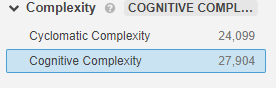 Complexity ? COGNITIVE COMPL...
Cyclomatic Complexity 24,099
Cognitive Complexity 27,904